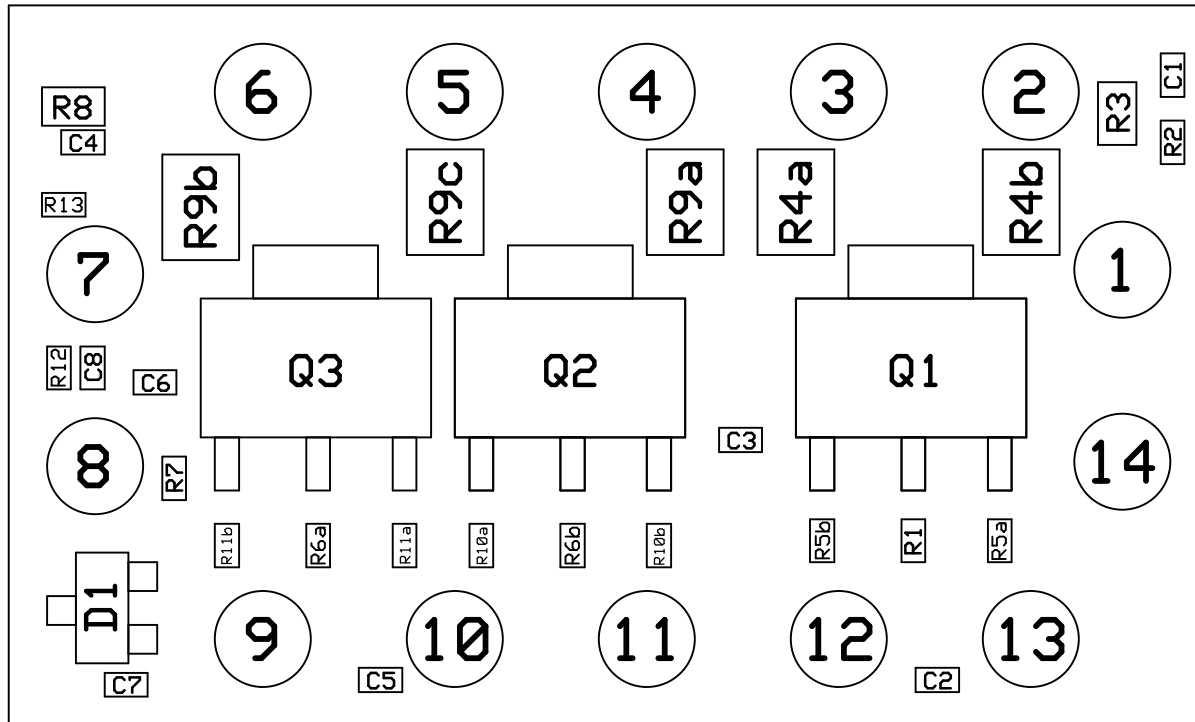 6 5 4 3 2 C1
R8 R3
C4 R2
R9b R9c R9a R4a R4b
R13
7 1
Q3 Q2 Q1
R12 C8 C6
C3
8 R7 14
R11b R6a R11a R10a R6b R10b R5b R1 R5a
D1
9 10 11 12 13
C7 C5 C2